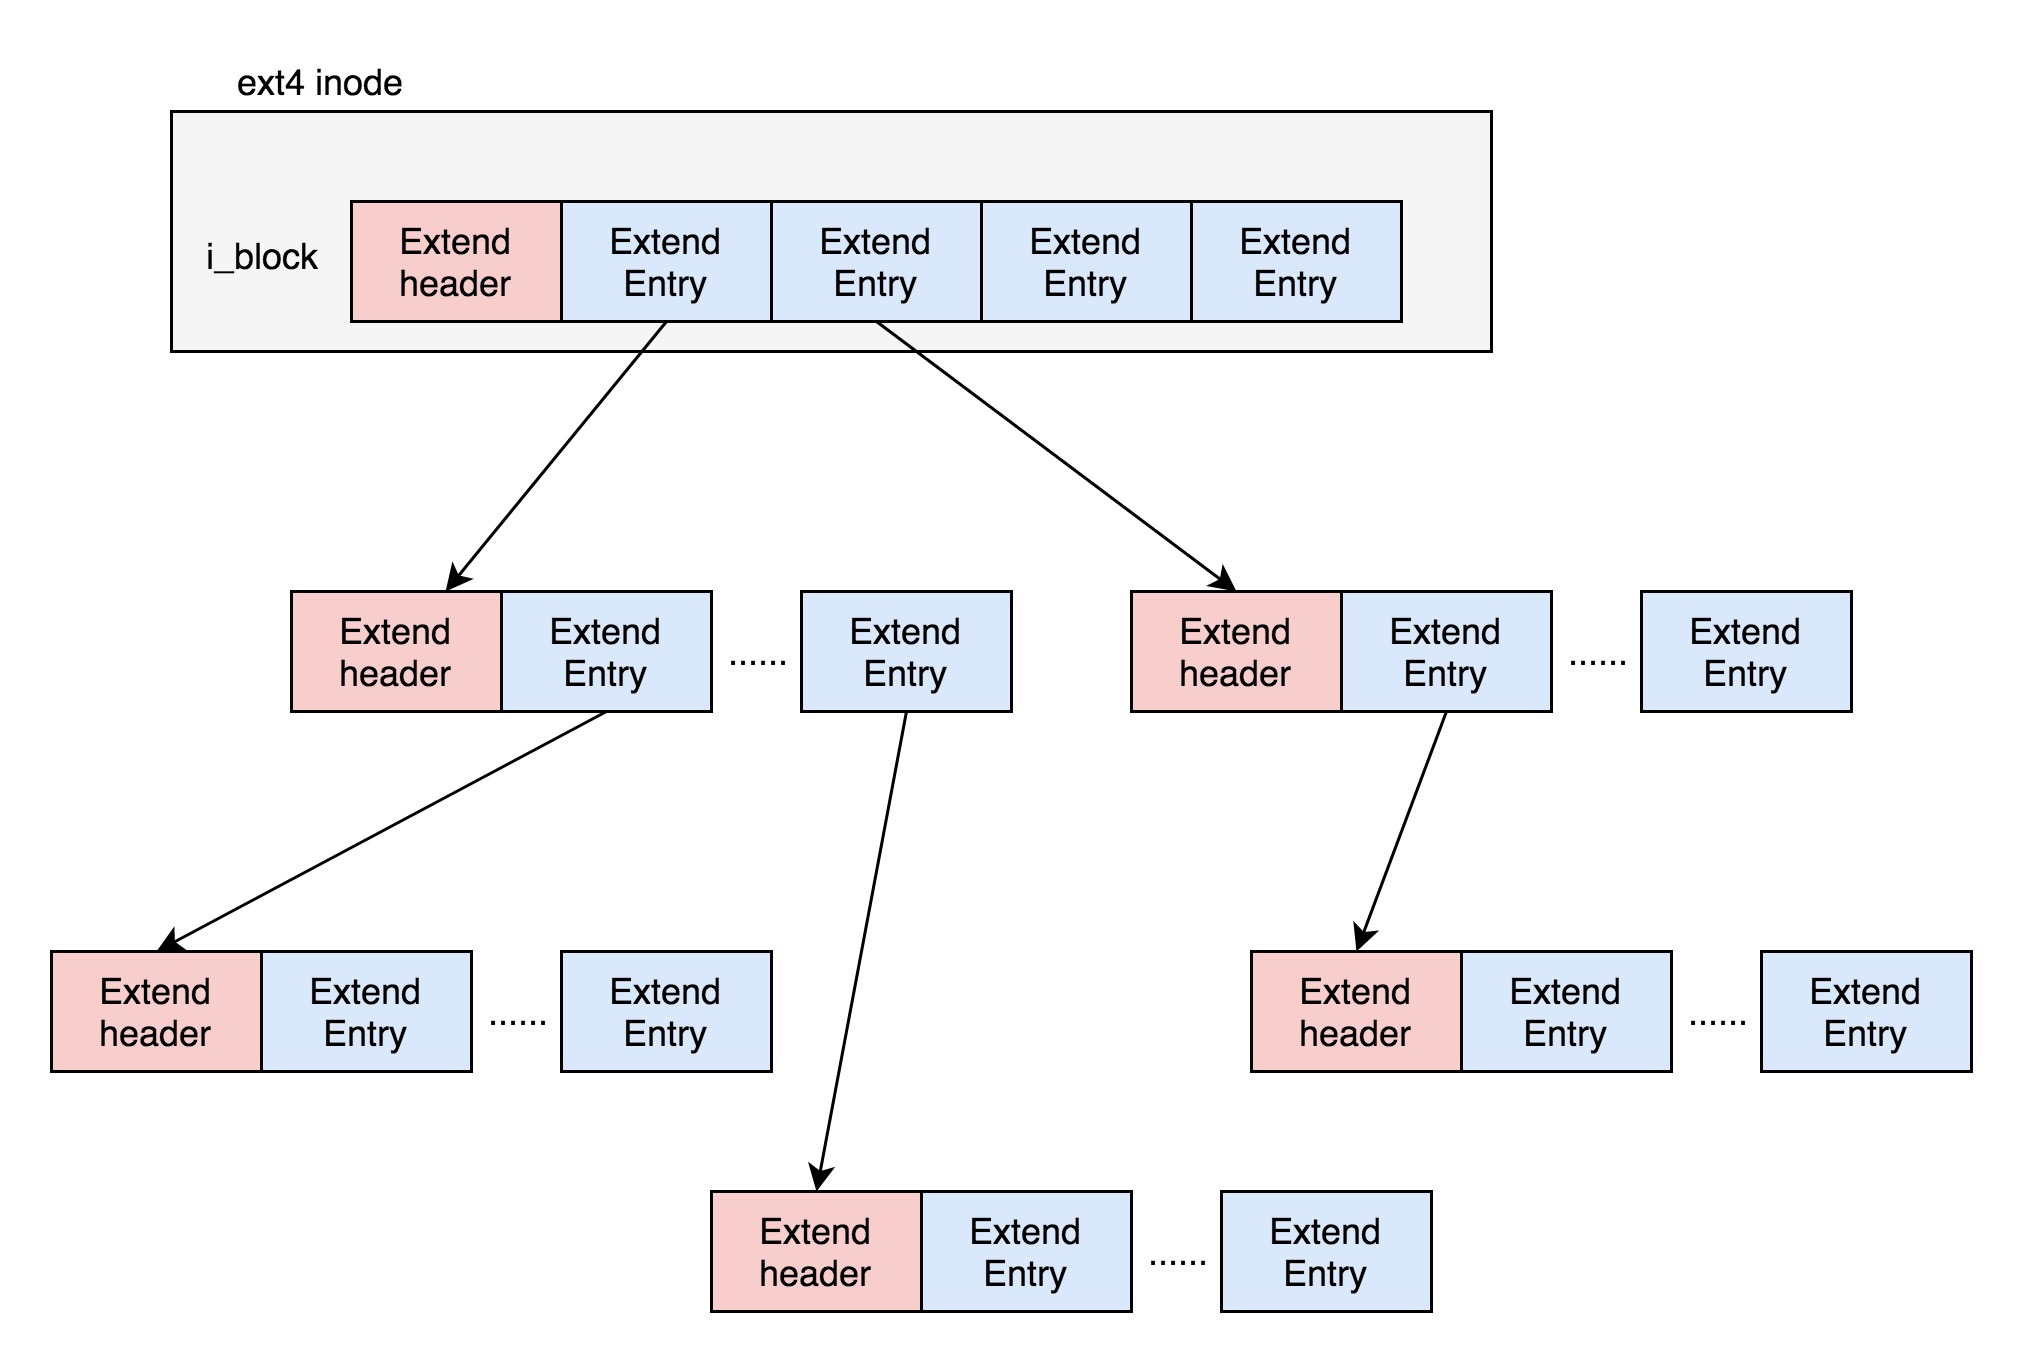 ext4 inode
i_block
Extend
header
Extend
Entry
Extend
Entry
Extend
Entry
Extend
Entry
Extend
header
Extend
Entry
......
Extend
Entry
Extend
header
Extend
Entry
......
Extend
Entry
Extend
header
Extend
Entry
......
Extend
Entry
Extend
header
Extend
Entry
......
Extend
Entry
Extend
header
Extend
Entry
......
Extend
Entry